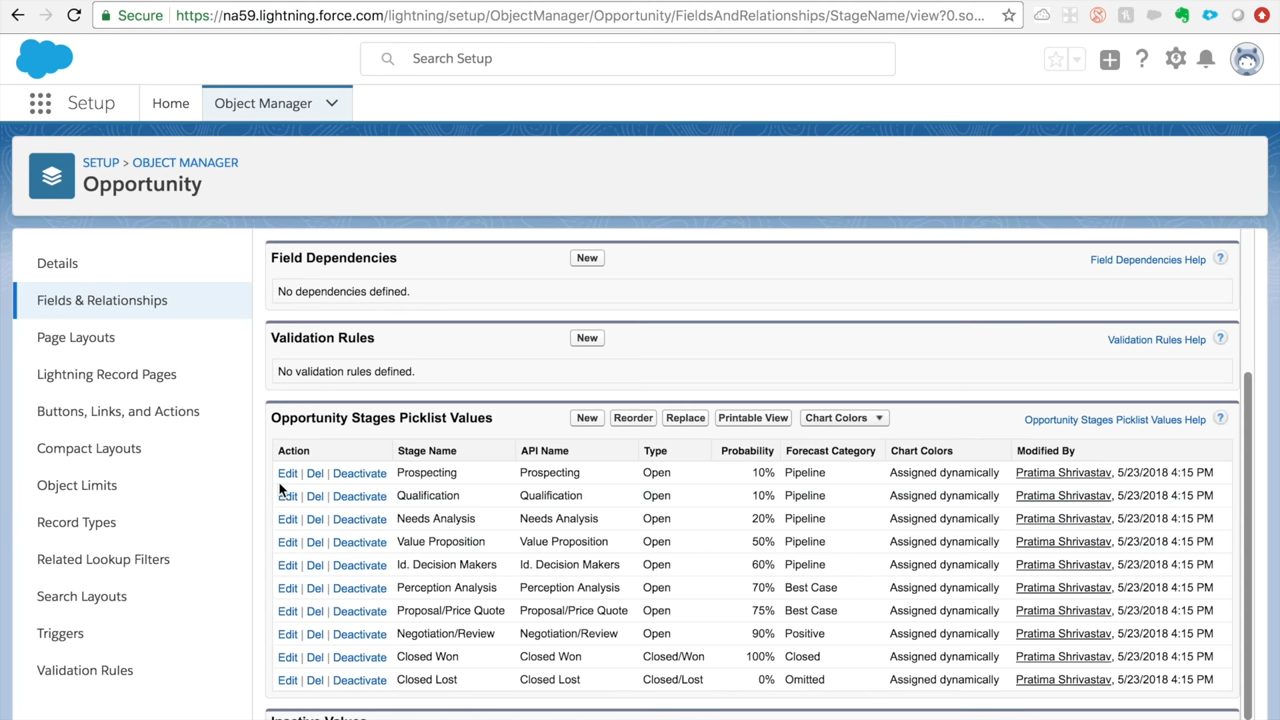 Secure https://na59.lightning.force.com/lightning/setup/ObjectManager/Opportunity/FieldsAndRelationships/StageName/view?0.so...
Search Setup
Setup Home Object Manager
SETUP > OBJECT MANAGER
Opportunity
Details
Fields & Relationships
Page Layouts
Lightning Record Pages
Buttons, Links, and Actions
Compact Layouts
Object Limits
Record Types
Related Lookup Filters
Search Layouts
Triggers
Validation Rules
Field Dependencies New Field Dependencies Help ?
No dependencies defined.
Validation Rules New Validation Rules Help ?
No validation rules defined.
Opportunity Stages Picklist Values New Reorder Replace Printable View Chart Colors Opportunity Stages Picklist Values Help ?
Action Stage Name API Name Type Probability Forecast Category Chart Colors Modified By
Edit | Del | Deactivate Prospecting Prospecting Open 10% Pipeline Assigned dynamically Pratima Shrivastav, 5/23/2018 4:15 PM
Edit | Del | Deactivate Qualification Qualification Open 10% Pipeline Assigned dynamically Pratima Shrivastav, 5/23/2018 4:15 PM
Edit | Del | Deactivate Needs Analysis Needs Analysis Open 20% Pipeline Assigned dynamically Pratima Shrivastav, 5/23/2018 4:15 PM
Edit | Del | Deactivate Value Proposition Value Proposition Open 50% Pipeline Assigned dynamically Pratima Shrivastav, 5/23/2018 4:15 PM
Edit | Del | Deactivate Id. Decision Makers Id. Decision Makers Open 60% Pipeline Assigned dynamically Pratima Shrivastav, 5/23/2018 4:15 PM
Edit | Del | Deactivate Perception Analysis Perception Analysis Open 70% Best Case Assigned dynamically Pratima Shrivastav, 5/23/2018 4:15 PM
Edit | Del | Deactivate Proposal/Price Quote Proposal/Price Quote Open 75% Best Case Assigned dynamically Pratima Shrivastav, 5/23/2018 4:15 PM
Edit | Del | Deactivate Negotiation/Review Negotiation/Review Open 90% Positive Assigned dynamically Pratima Shrivastav, 5/23/2018 4:15 PM
Edit | Del | Deactivate Closed Won Closed Won Closed/Won 100% Closed Assigned dynamically Pratima Shrivastav, 5/23/2018 4:15 PM
Edit | Del | Deactivate Closed Lost Closed Lost Closed/Lost 0% Omitted Assigned dynamically Pratima Shrivastav, 5/23/2018 4:15 PM
Inactive Values